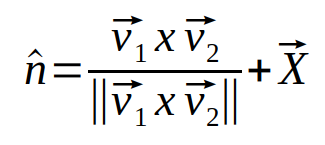 n̂ = (v⃗₁ x v⃗₂) / (||v⃗₁ x v⃗₂||) + X⃗